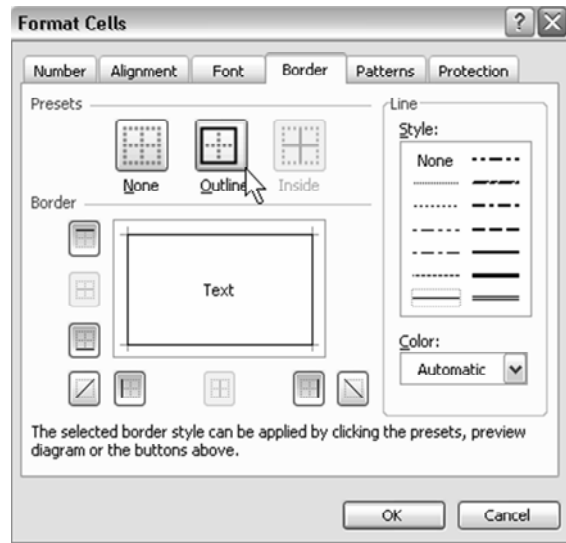 Format Cells
Number Alignment Font Border Patterns Protection
Presets
None Outline Inside
Border
Text
Line
Style:
None
Color:
Automatic
The selected border style can be applied by clicking the presets, preview
diagram or the buttons above.
OK Cancel